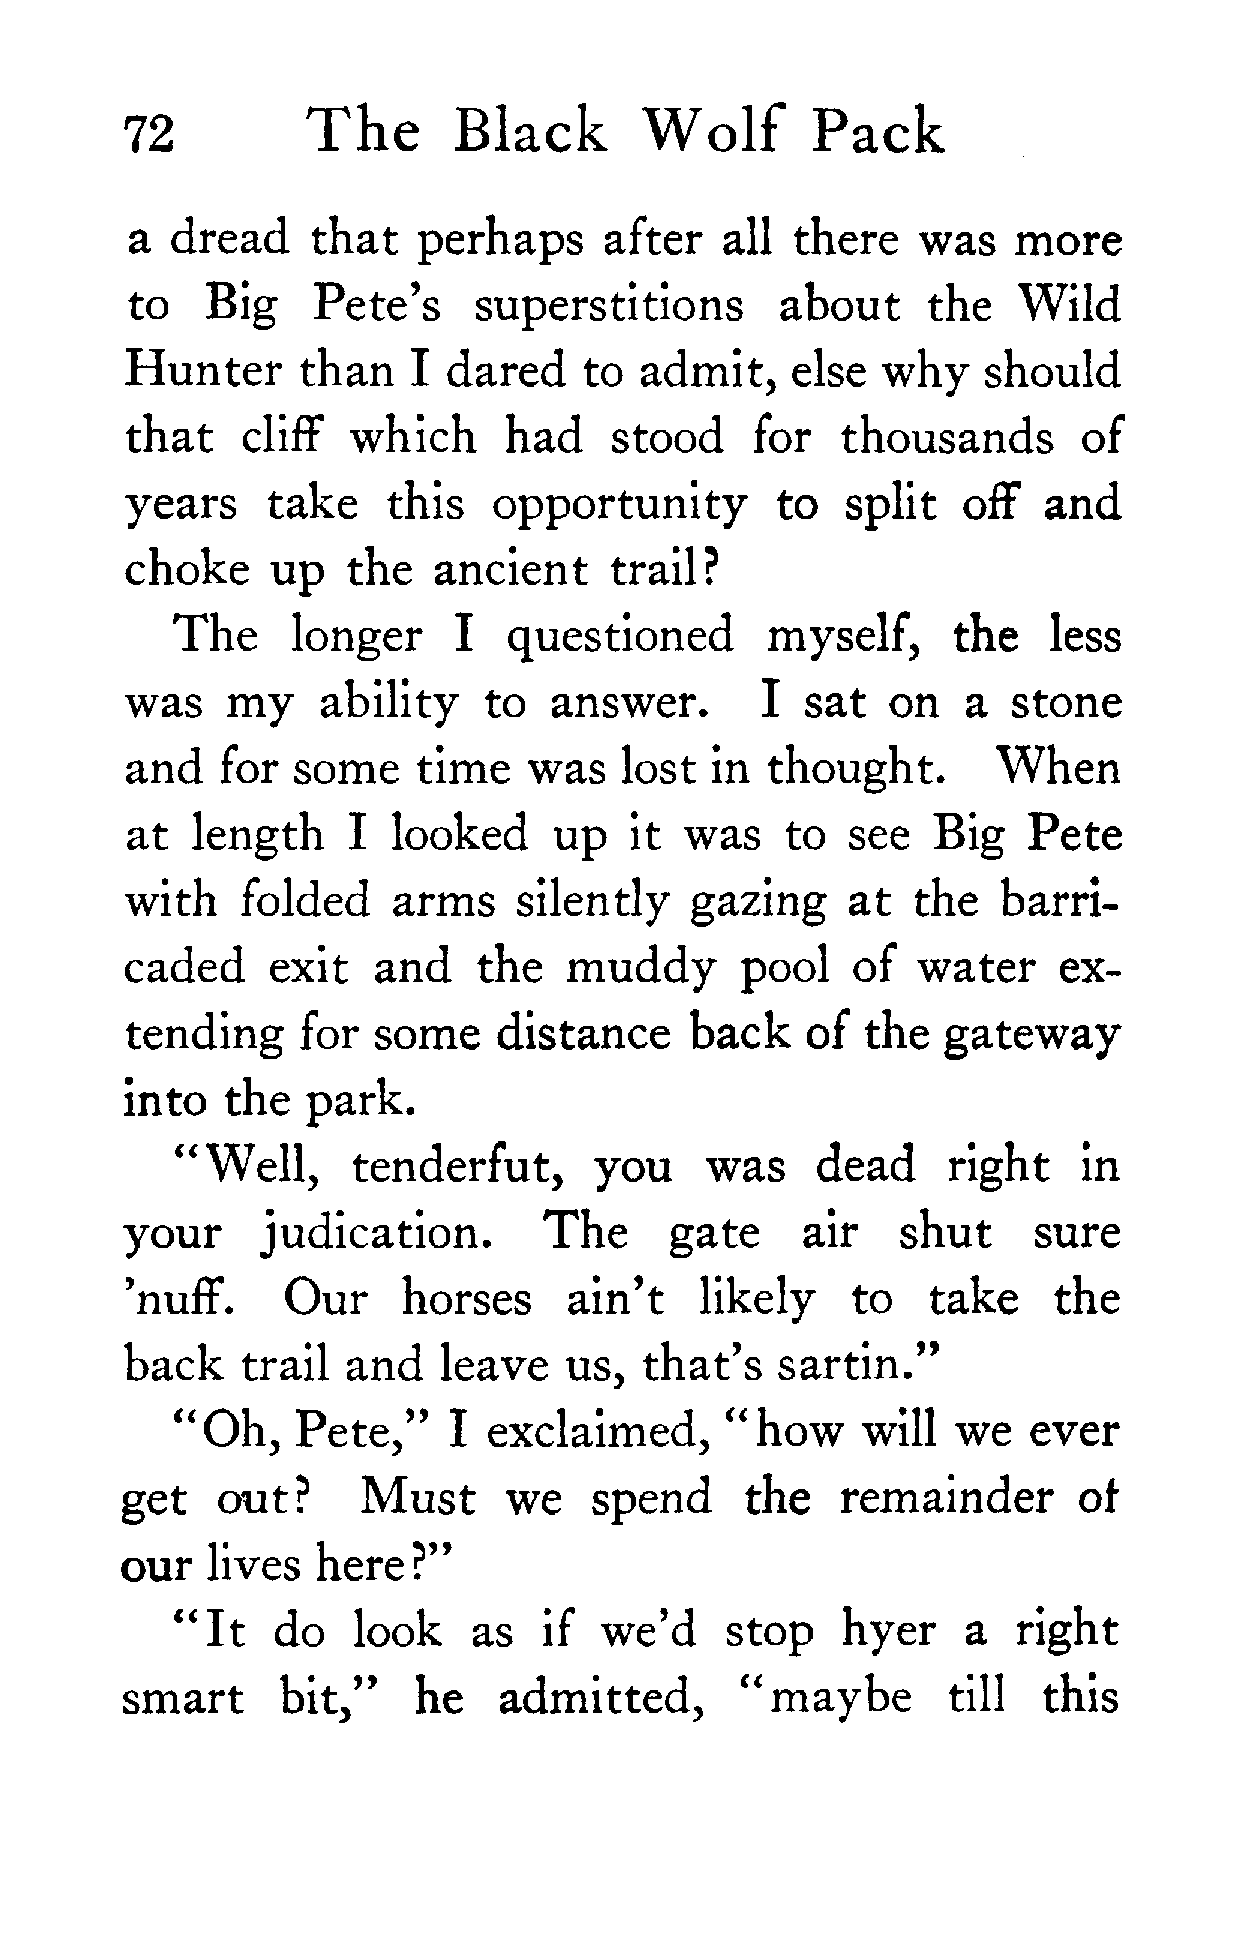 72 The Black Wolf Pack
a dread that perhaps after all there was more
to Big Pete's superstitions about the Wild
Hunter than I dared to admit, else why should
that cliff which had stood for thousands of
years take this opportunity to split off and
choke up the ancient trail?
The longer I questioned myself, the less
was my ability to answer. I sat on a stone
and for some time was lost in thought. When
at length I looked up it was to see Big Pete
with folded arms silently gazing at the barri-
caded exit and the muddy pool of water ex-
tending for some distance back of the gateway
into the park.
"Well, tenderfut, you was dead right in
your judication. The gate air shut sure
'nuff. Our horses ain't likely to take the
back trail and leave us, that's sartin."
"Oh, Pete," I exclaimed, "how will we ever
get out? Must we spend the remainder of
our lives here?"
"It do look as if we'd stop hyer a right
smart bit," he admitted, "maybe till this